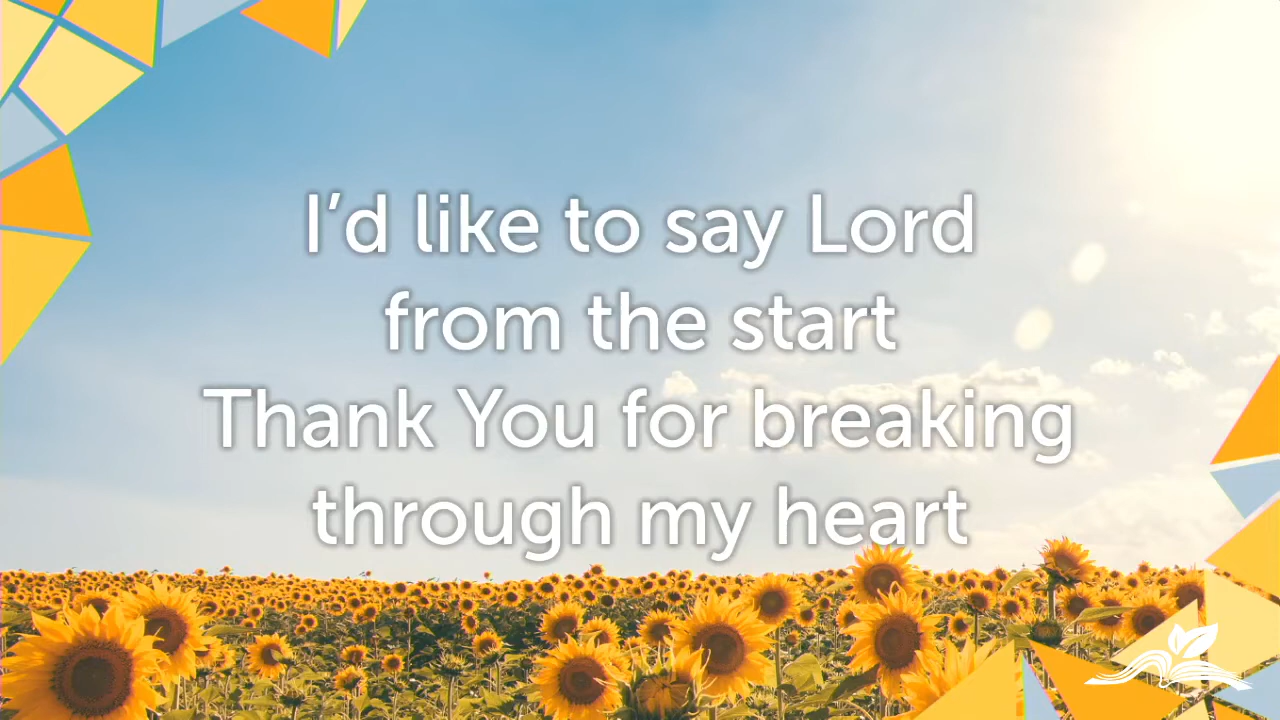 I’d like to say Lord
from the start
Thank You for breaking
through my heart